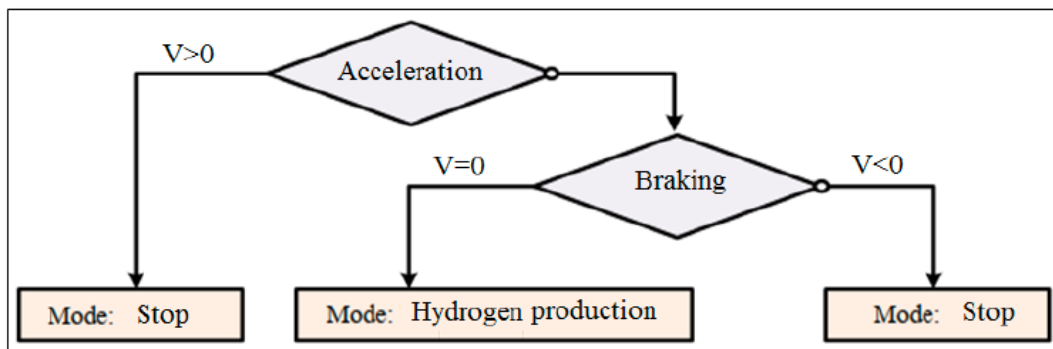 V>0
Acceleration
V=0
Braking
V<0
Mode: Stop
Mode: Hydrogen production
Mode: Stop